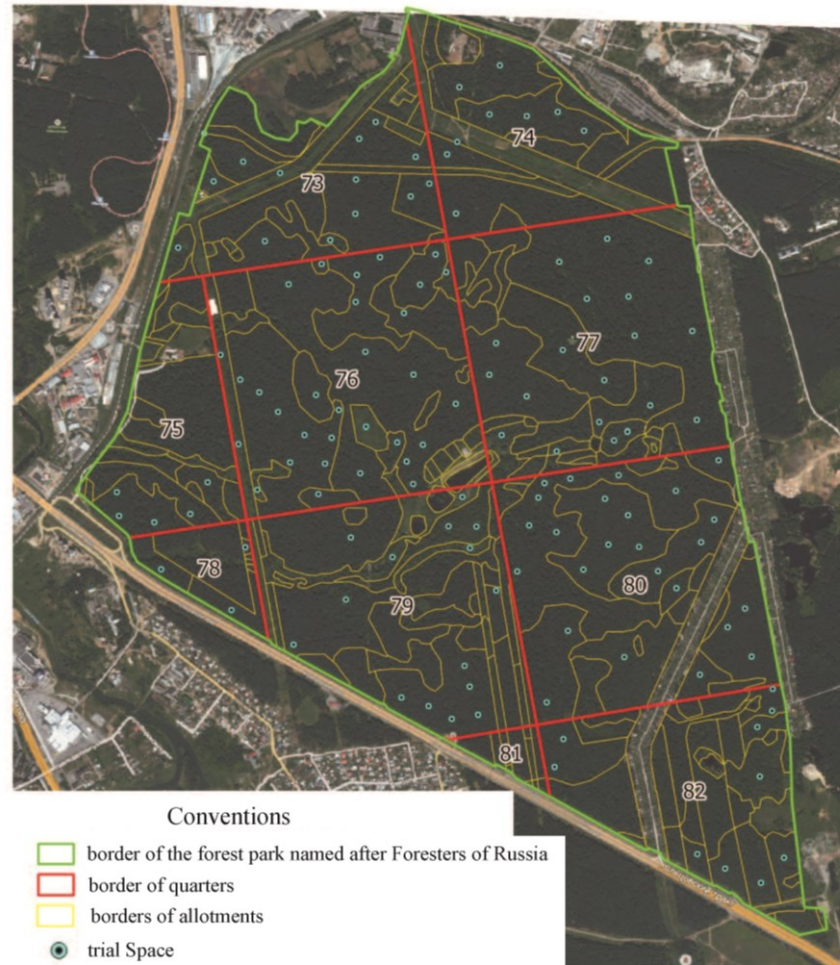 74
73
77
76
75
78
79
80
81
82
Conventions
border of the forest park named after Foresters of Russia
border of quarters
borders of allotments
trial Space